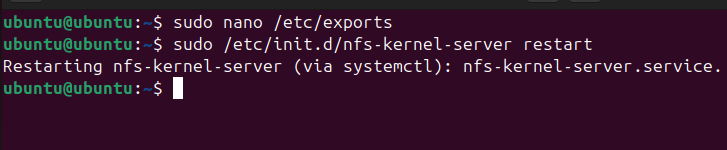 ubuntu@ubuntu:~$ sudo nano /etc/exports
ubuntu@ubuntu:~$ sudo /etc/init.d/nfs-kernel-server restart
Restarting nfs-kernel-server (via systemctl): nfs-kernel-server.service.
ubuntu@ubuntu:~$